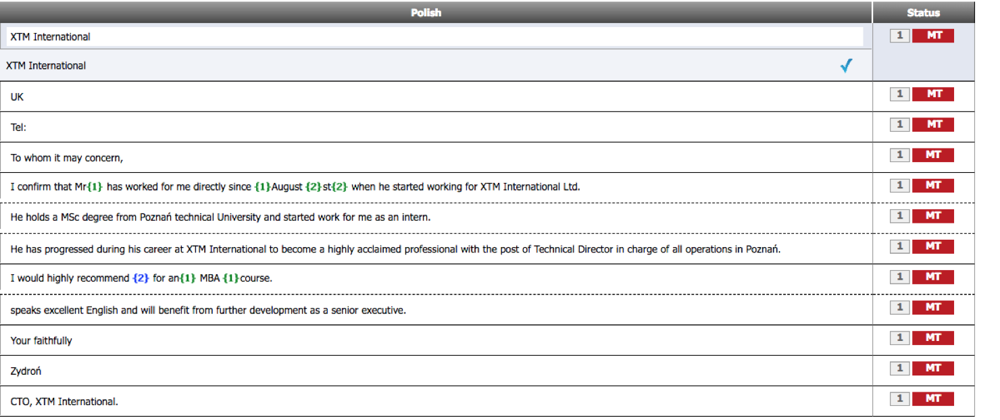 Polish Status
XTM International 1 MT
XTM International
UK 1 MT
Tel: 1 MT
To whom it may concern, 1 MT
I confirm that Mr{1} has worked for me directly since {1}August {2}st{2} when he started working for XTM International Ltd. 1 MT
He holds a MSc degree from Poznań technical University and started work for me as an intern. 1 MT
He has progressed during his career at XTM International to become a highly acclaimed professional with the post of Technical Director in charge of all operations in Poznań. 1 MT
I would highly recommend {2} for an{1} MBA {1}course. 1 MT
speaks excellent English and will benefit from further development as a senior executive. 1 MT
Your faithfully 1 MT
Zydroń 1 MT
CTO, XTM International. 1 MT